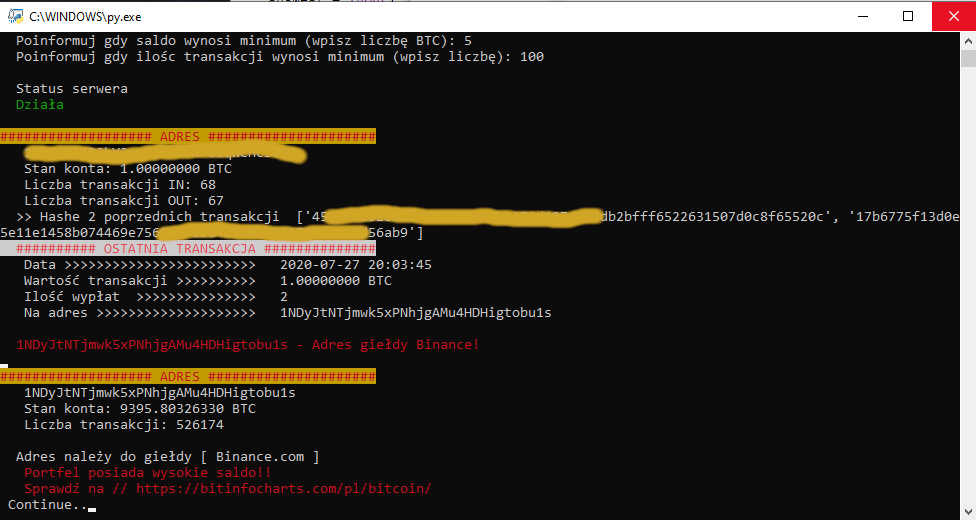 C:\WINDOWS\py.exe
Poinformuj gdy saldo wynosi minimum (wpisz liczbę BTC): 5
Poinformuj gdy ilośc transakcji wynosi minimum (wpisz liczbę): 100
Status serwera
Działa
################### ADRES #####################
Stan konta: 1.00000000 BTC
Liczba transakcji IN: 68
Liczba transakcji OUT: 67
>> Hashe 2 poprzednich transakcji ['45 db2bfff6522631507d0c8f65520c', '17b6775f13d0e
5e11e1458b074469e756 56ab9']
########## OSTATNIA TRANSAKCJA ##############
Data >>>>>>>>>>>>>>>>>>>>>>>> 2020-07-27 20:03:45
Wartość transakcji >>>>>>>>>> 1.00000000 BTC
Ilość wypłat >>>>>>>>>>>>>>> 2
Na adres >>>>>>>>>>>>>>>>>>>> 1NDyJtNTjmwk5xPNhjgAMu4HDHigtobu1s
1NDyJtNTjmwk5xPNhjgAMu4HDHigtobu1s - Adres giełdy Binance!
################### ADRES #####################
1NDyJtNTjmwk5xPNhjgAMu4HDHigtobu1s
Stan konta: 9395.80326330 BTC
Liczba transakcji: 526174
Adres należy do giełdy [ Binance.com ]
Portfel posiada wysokie saldo!!
Sprawdź na // https://bitinfocharts.com/pl/bitcoin/
Continue..